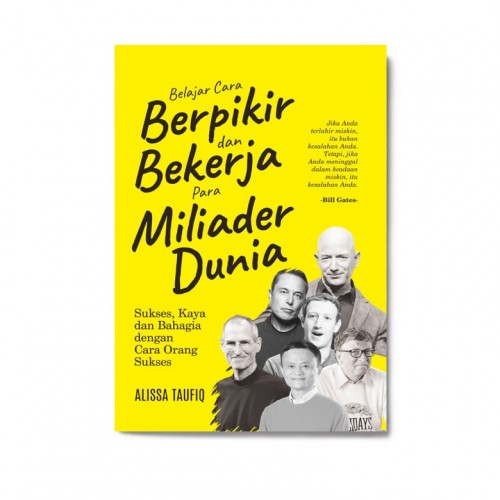 Belajar Cara
Berpikir
dan
Bekerja
Para
Miliader
Dunia
Jika Anda
terlahir miskin,
itu bukan
kesalahan Anda.
Tetapi, jika
Anda meninggal
dalam keadaan
miskin, itu
kesalahan Anda.
-Bill Gates-
Sukses, Kaya
dan Bahagia
dengan
Cara Orang
Sukses
ALISSA TAUFIQ
IDAYS